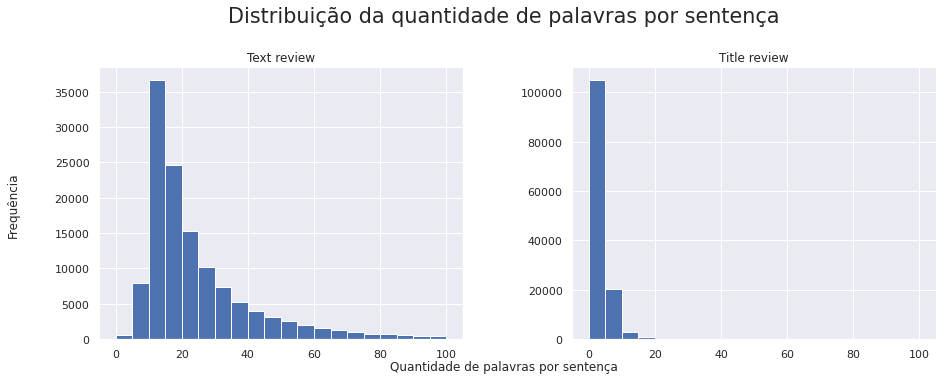 Distribuição da quantidade de palavras por sentença
Text review
Title review
Frequência
35000
30000
25000
20000
15000
10000
5000
0
0 20 40 60 80 100
100000
80000
60000
40000
20000
0
0 20 40 60 80 100
Quantidade de palavras por sentença